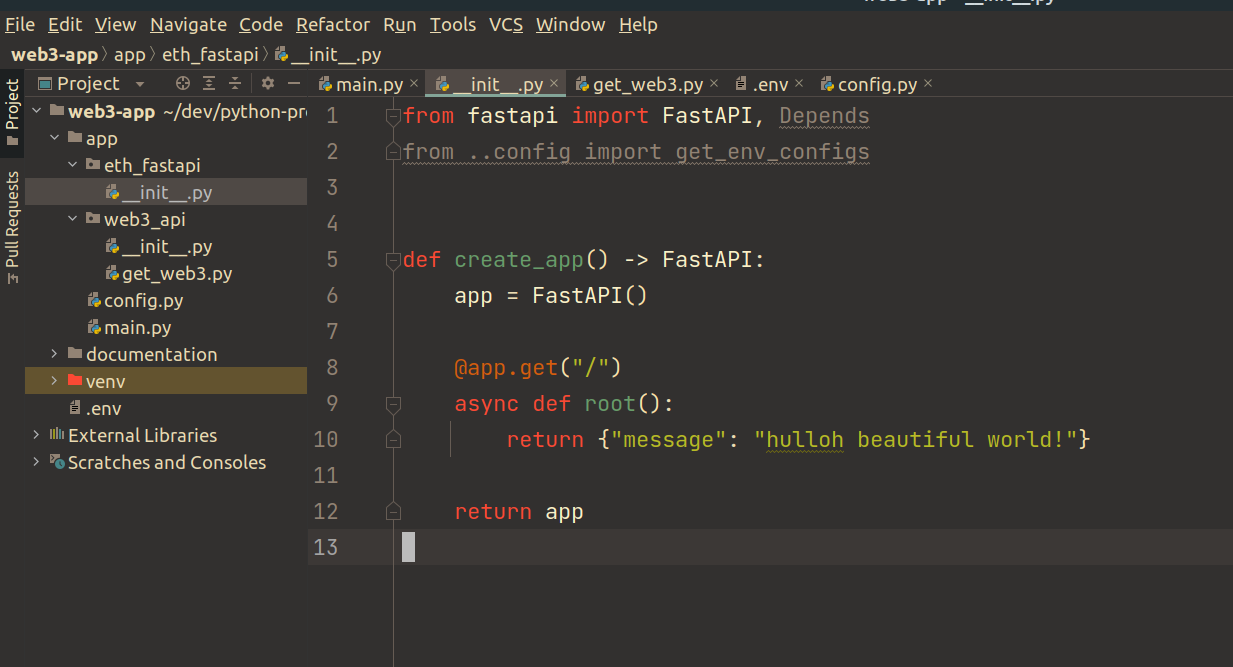 __init__.py
File Edit View Navigate Code Refactor Run Tools VCS Window Help
web3-app app eth_fastapi __init__.py
Project
Pull Requests
Project
web3-app ~/dev/python-pr
app
eth_fastapi
__init__.py
web3_api
__init__.py
get_web3.py
config.py
main.py
documentation
venv
.env
External Libraries
Scratches and Consoles
main.py × __init__.py × get_web3.py × .env × config.py ×
1 from fastapi import FastAPI, Depends
2 from ..config import get_env_configs
3
4
5 def create_app() -> FastAPI:
6 app = FastAPI()
7
8 @app.get("/")
9 async def root():
10 return {"message": "hulloh beautiful world!"}
11
12 return app
13